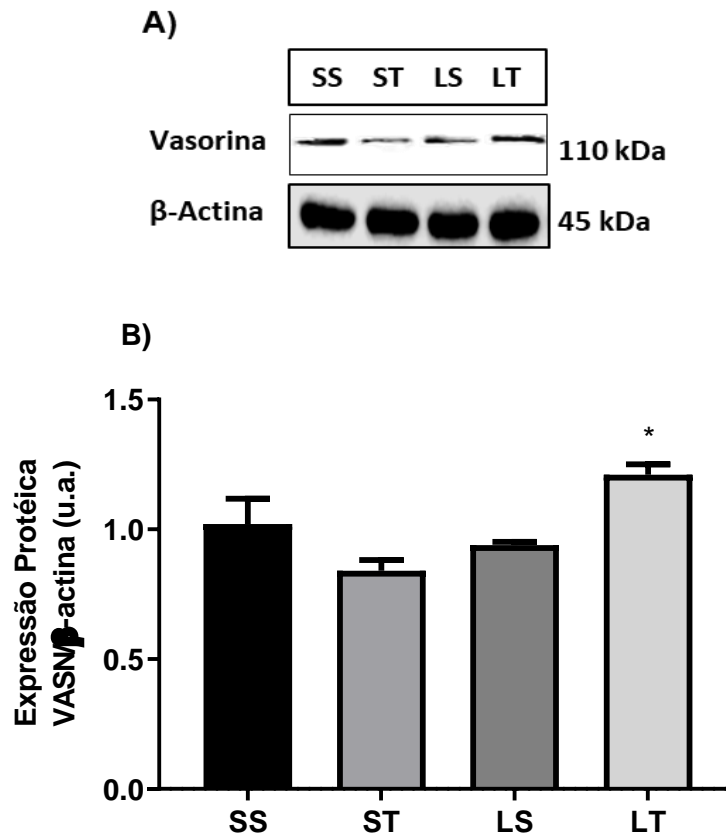 A)
SS ST LS LT
Vasorina 110 kDa
β-Actina 45 kDa
B)
Expressão Protéica
VASN/β-actina (u.a.)
1.5
*
1.0
0.5
0.0
SS ST LS LT